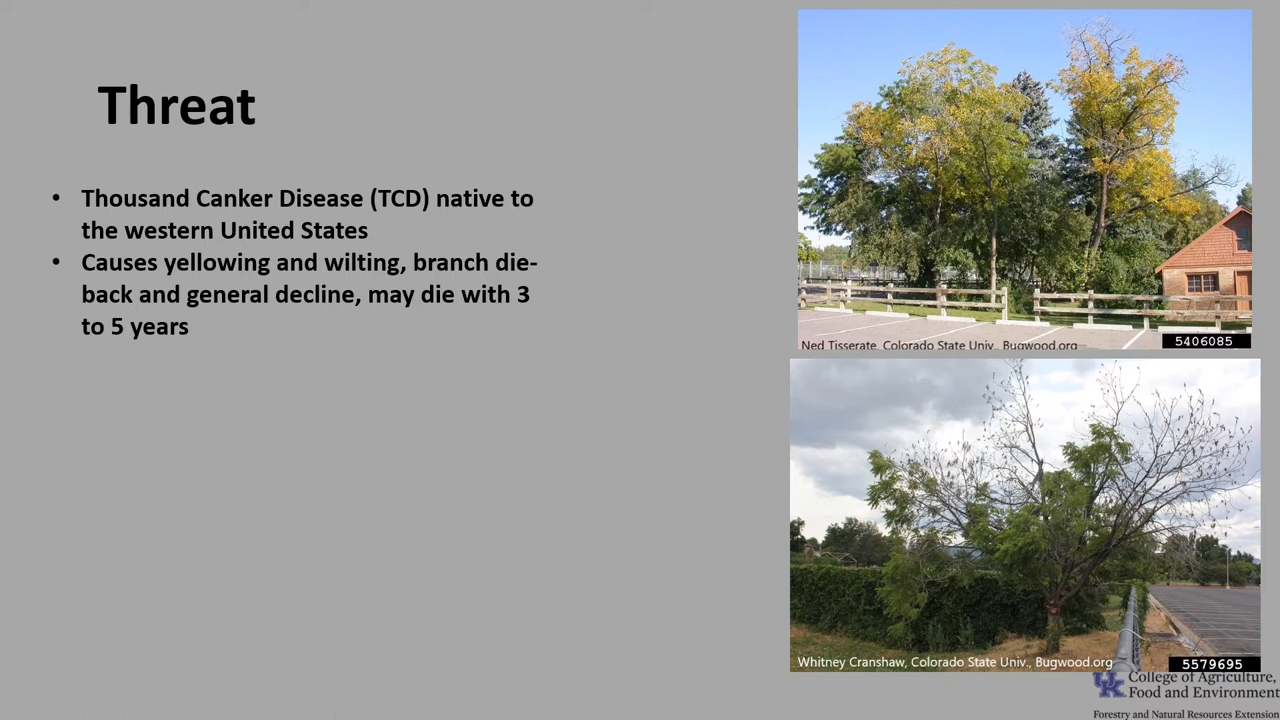 Threat
• Thousand Canker Disease (TCD) native to
the western United States
• Causes yellowing and wilting, branch die-
back and general decline, may die with 3
to 5 years
Ned Tisserate, Colorado State Univ., Bugwood.org
5406085
Whitney Cranshaw, Colorado State Univ., Bugwood.org
5579695
UK College of Agriculture,
Food and Environment
Forestry and Natural Resources Extension